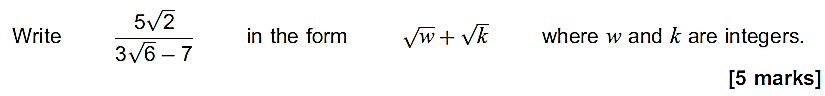 Write 5√2 / (3√6 − 7) in the form √w + √k where w and k are integers.
[5 marks]